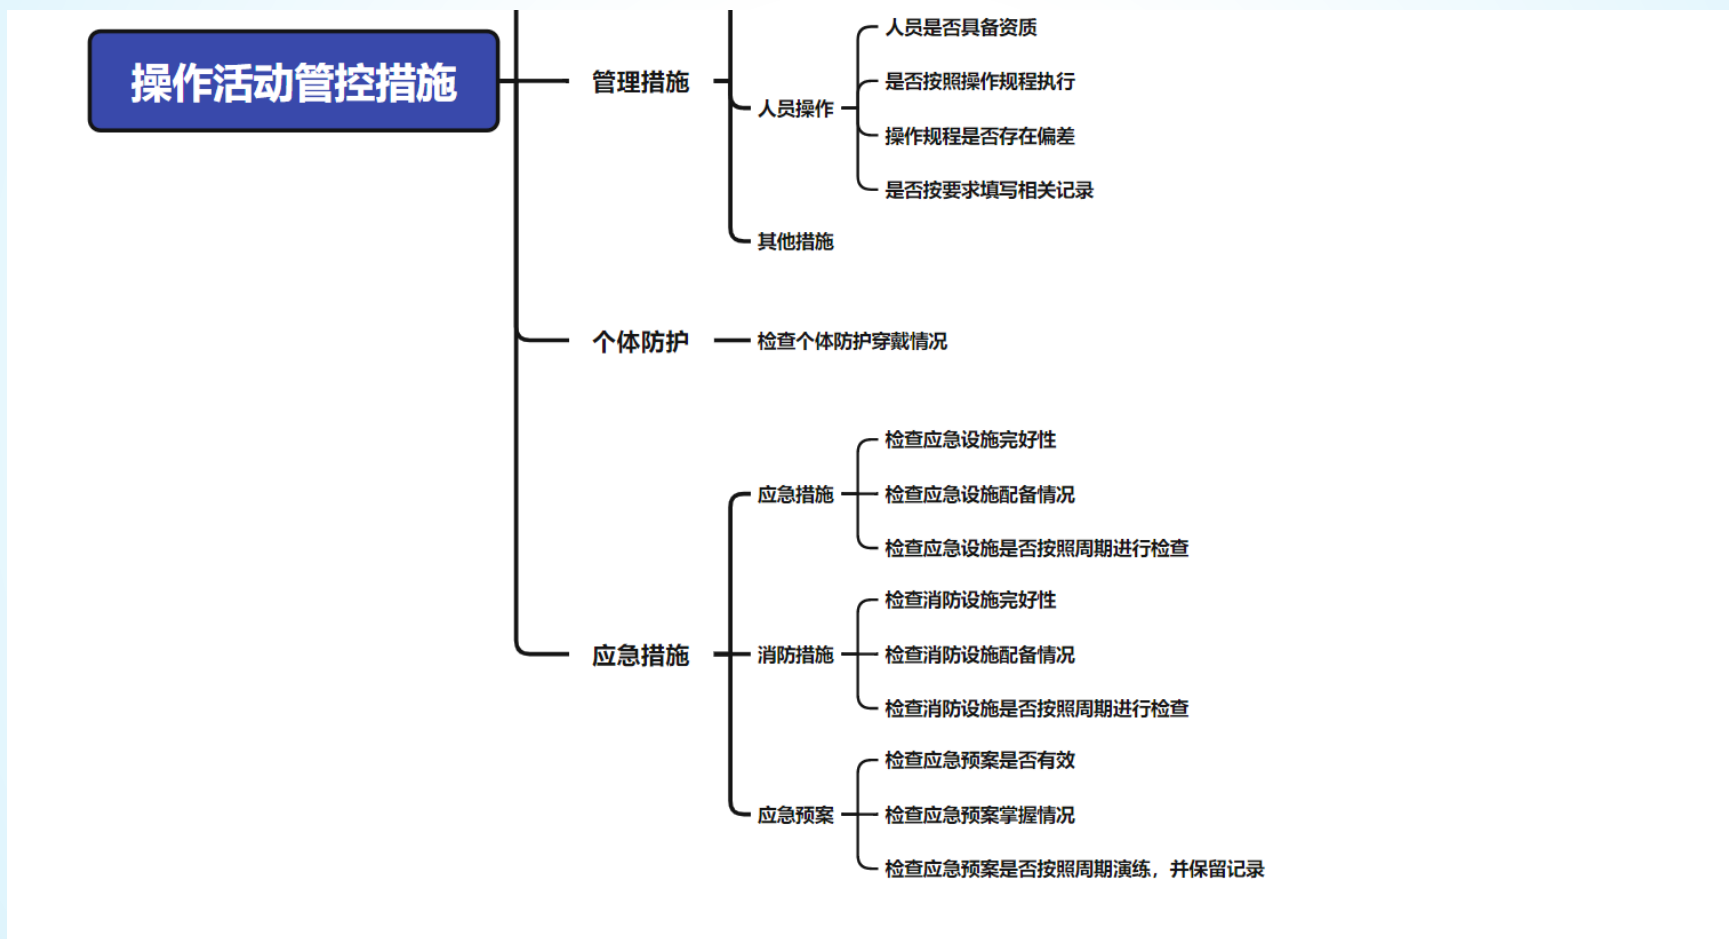 操作活动管控措施
管理措施
人员操作
人员是否具备资质
是否按照操作规程执行
操作规程是否存在偏差
是否按要求填写相关记录
其他措施
个体防护
检查个体防护穿戴情况
应急措施
应急措施
检查应急设施完好性
检查应急设施配备情况
检查应急设施是否按照周期进行检查
消防措施
检查消防设施完好性
检查消防设施配备情况
检查消防设施是否按照周期进行检查
应急预案
检查应急预案是否有效
检查应急预案掌握情况
检查应急预案是否按照周期演练，并保留记录